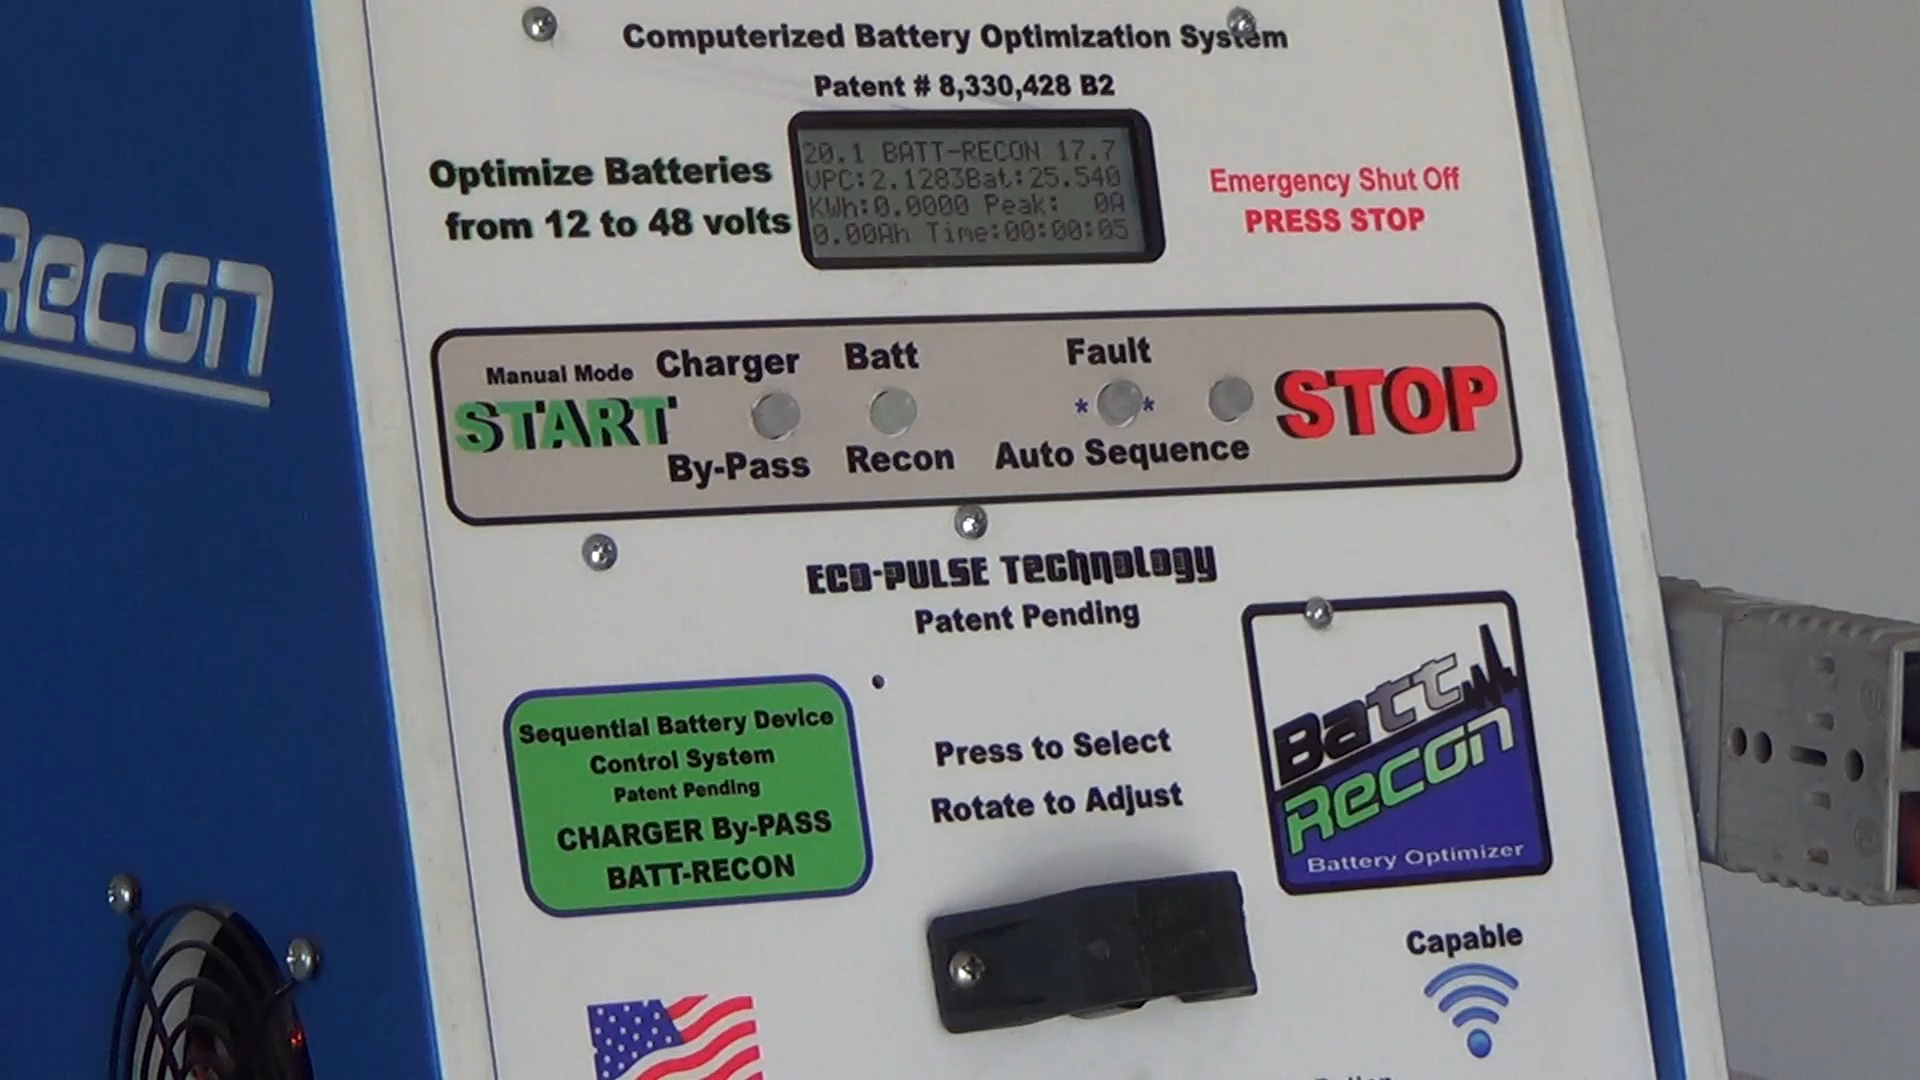 Computerized Battery Optimization System
Patent # 8,330,428 B2
Optimize Batteries
from 12 to 48 volts
20.1 BATT-RECON 17.7
VPC:2.1283Bat:25.540
KWh:0.0000 Peak: 0A
0.00Ah Time:00:00:05
Emergency Shut Off
PRESS STOP
Recon
Manual Mode
START
Charger
By-Pass
Batt
Recon
Fault
* *
Auto Sequence
STOP
ECO-PULSE Technology
Patent Pending
Sequential Battery Device
Control System
Patent Pending
CHARGER By-PASS
BATT-RECON
Press to Select
Rotate to Adjust
Batt
Recon
Battery Optimizer
Capable